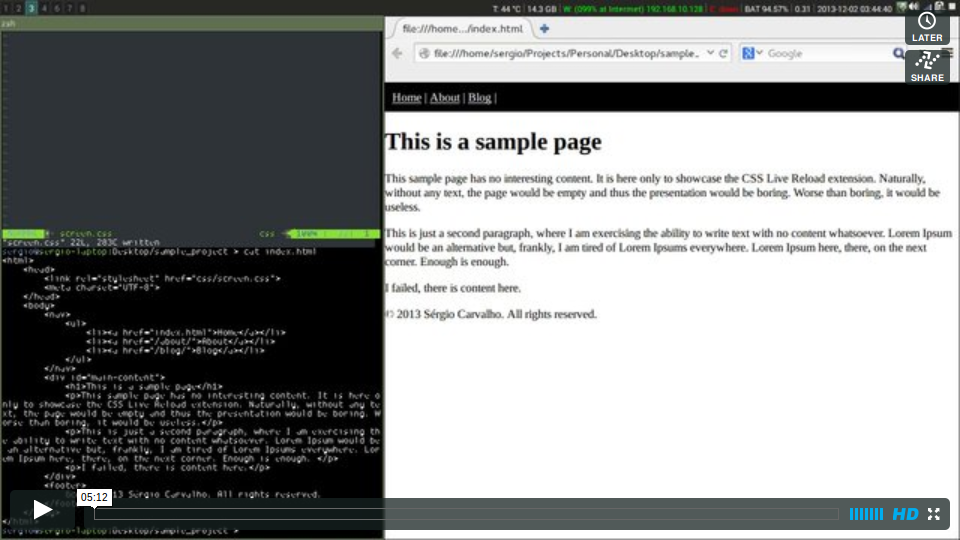 1 2 3 4 5 6 7 8
T: 44 °C | 14.3 GB | W: (099% at Internet) 192.168.10.128 | E: down | BAT 94.57% | 0.31 | 2013-12-02 03:44:40
zsh
file:///home.../index.html
file:///home/sergio/Projects/Personal/Desktop/sample_
Google
LATER
SHARE
Home | About | Blog |
This is a sample page
This sample page has no interesting content. It is here only to showcase the CSS Live Reload extension. Naturally,
without any text, the page would be empty and thus the presentation would be boring. Worse than boring, it would be
useless.
This is just a second paragraph, where I am exercising the ability to write text with no content whatsoever. Lorem Ipsum
would be an alternative but, frankly, I am tired of Lorem Ipsums everywhere. Lorem Ipsum here, there, on the next
corner. Enough is enough.
I failed, there is content here.
© 2013 Sérgio Carvalho. All rights reserved.
screen.css css 100% 1
"screen.css" 22L, 283C written
sergio@sergio-laptop:Desktop/sample_project > cat index.html
<html>
<head>
<link rel="stylesheet" href="css/screen.css">
<meta charset="UTF-8">
</head>
<body>
<nav>
<ul>
<li><a href="index.html">Home</a></li>
<li><a href="/about/">About</a></li>
<li><a href="/blog/">Blog</a></li>
</ul>
</nav>
<div id="main-content">
<h1>This is a sample page</h1>
<p>This sample page has no interesting content. It is here o
nly to showcase the CSS Live Reload extension. Naturally, without any te
xt, the page would be empty and thus the presentation would be boring. W
orse than boring, it would be useless.</p>
<p>This is just a second paragraph, where I am exercising th
e ability to write text with no content whatsoever. Lorem Ipsum would be
an alternative but, frankly, I am tired of Lorem Ipsums everywhere. Lor
em Ipsum here, there, on the next corner. Enough is enough. </p>
<p>I failed, there is content here.</p>
</div>
<footer>
13 Sergio Carvalho. All rights reserved.
</html>
sergio@sergio-laptop:Desktop/sample_project >
05:12
HD